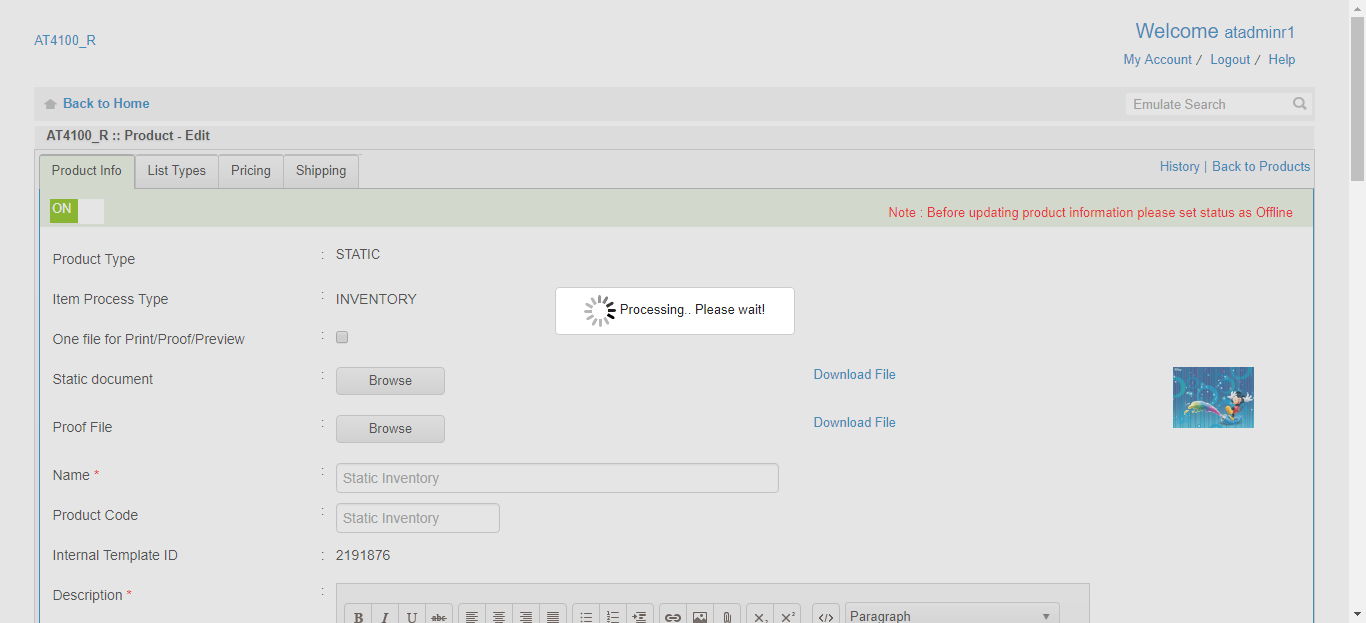 Welcome atadminr1
AT4100_R
My Account / Logout / Help
Back to Home
Emulate Search
AT4100_R :: Product - Edit
Product Info
List Types
Pricing
Shipping
History | Back to Products
ON
Note : Before updating product information please set status as Offline
Product Type : STATIC
Item Process Type : INVENTORY
Processing.. Please wait!
One file for Print/Proof/Preview :
Static document : Browse Download File
Proof File : Browse Download File
Name * : Static Inventory
Product Code : Static Inventory
Internal Template ID : 2191876
Description * :
B I U abc X, X² </> Paragraph